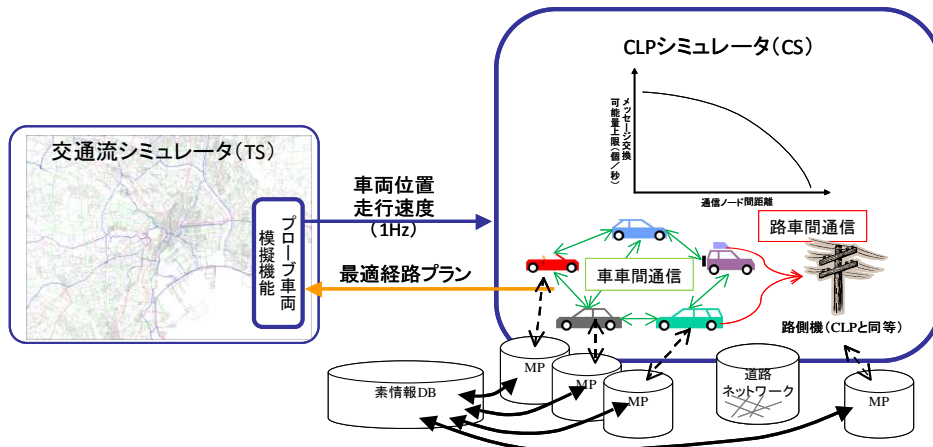 CLPシミュレータ(CS)
メッセージ交換
可能量上限(個/秒)
通信ノード間距離
交通流シミュレータ(TS)
プローブ車両
模擬機能
車両位置
走行速度
(1Hz)
最適経路プラン
車車間通信
路車間通信
路側機(CLPと同等)
素情報DB
MP
MP
MP
道路
ネットワーク
MP